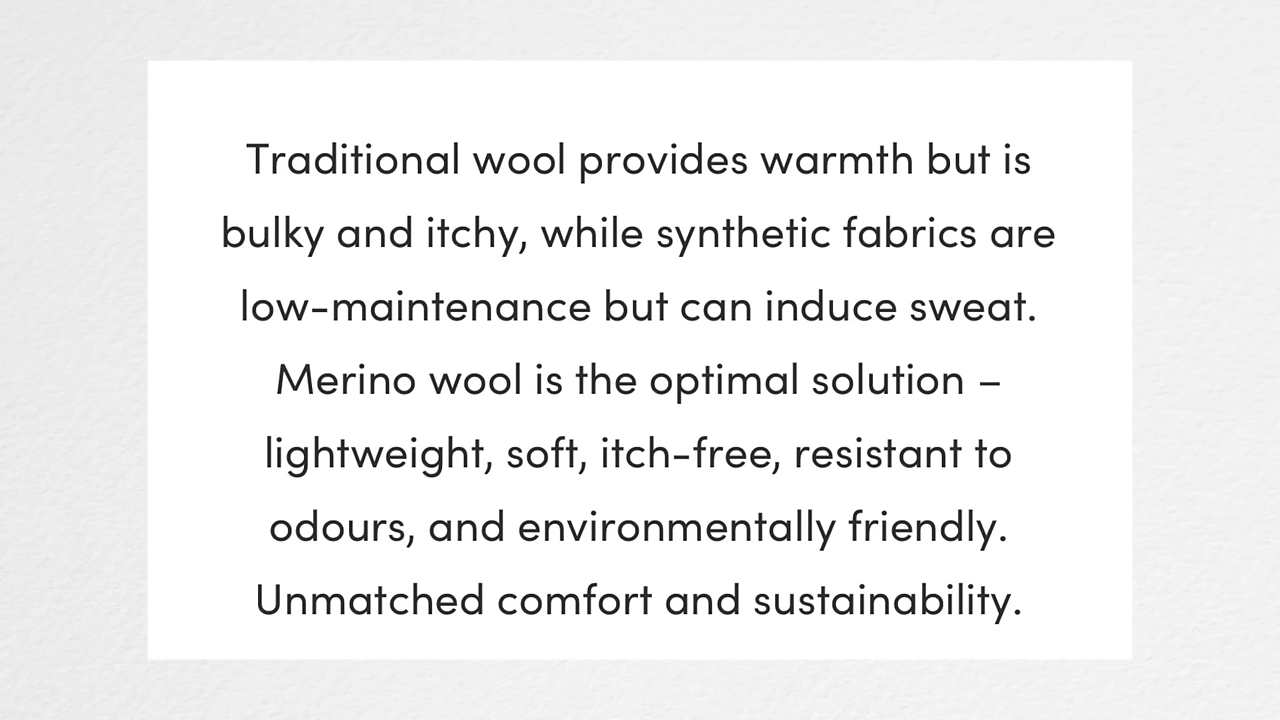 Traditional wool provides warmth but is
bulky and itchy, while synthetic fabrics are
low-maintenance but can induce sweat.
Merino wool is the optimal solution –
lightweight, soft, itch-free, resistant to
odours, and environmentally friendly.
Unmatched comfort and sustainability.